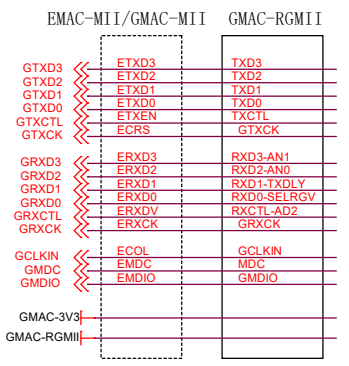 EMAC-MII/GMAC-MII GMAC-RGMII
GTXD3 ETXD3 TXD3
GTXD2 ETXD2 TXD2
GTXD1 ETXD1 TXD1
GTXD0 ETXD0 TXD0
GTXCTL ETXEN TXCTL
GTXCK ECRS GTXCK
GRXD3 ERXD3 RXD3-AN1
GRXD2 ERXD2 RXD2-AN0
GRXD1 ERXD1 RXD1-TXDLY
GRXD0 ERXD0 RXD0-SELRGV
GRXCTL ERXDV RXCTL-AD2
GRXCK ERXCK GRXCK
GCLKIN ECOL GCLKIN
GMDC EMDC MDC
GMDIO EMDIO GMDIO
GMAC-3V3
GMAC-RGMII